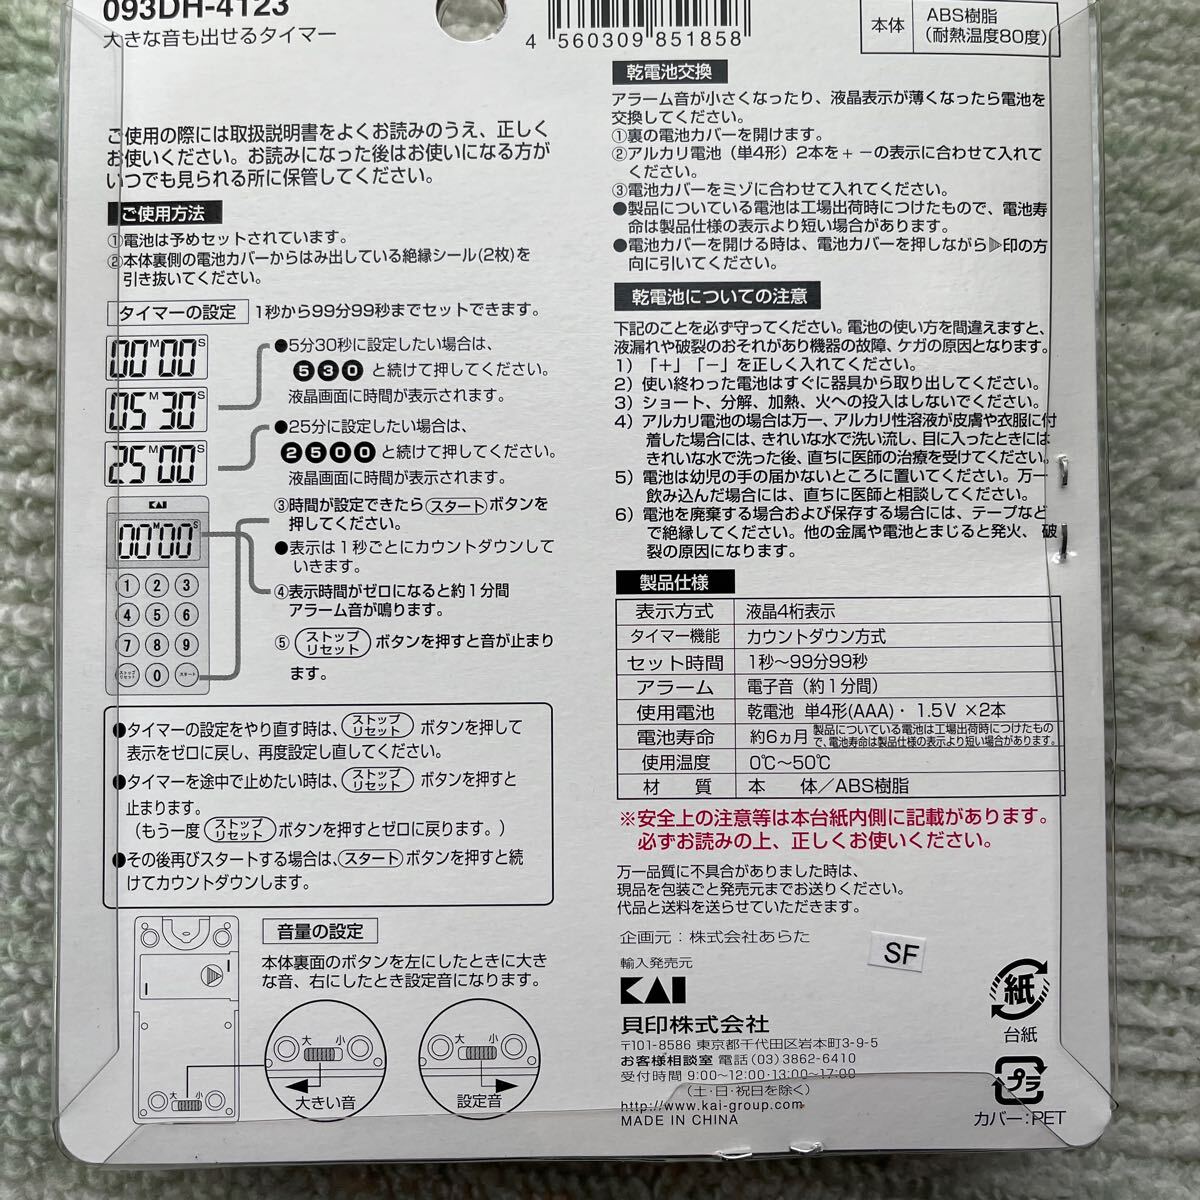 093DH-4123
大きな音も出せるタイマー
4 560309 851858
本体
ABS樹脂
(耐熱温度80度)
ご使用の際には取扱説明書をよくお読みのうえ、正しく
お使いください。お読みになった後はお使いになる方が
いつでも見られる所に保管してください。
ご使用方法
①電池は予めセットされています。
②本体裏側の電池カバーからはみ出している絶縁シール(2枚)を
引き抜いてください。
タイマーの設定 1秒から99分99秒までセットできます。
00M00S
05M30S
25M00S
●5分30秒に設定したい場合は、
⑤③⓪ と続けて押してください。
液晶画面に時間が表示されます。
●25分に設定したい場合は、
②⑤⓪⓪ と続けて押してください。
液晶画面に時間が表示されます。
KAI
00M00S
1 2 3
4 5 6
7 8 9
ストップ リセット 0 スタート
③時間が設定できたら スタート ボタンを
押してください。
●表示は1秒ごとにカウントダウンして
いきます。
④表示時間がゼロになると約1分間
アラーム音が鳴ります。
⑤ ストップ リセット ボタンを押すと音が止まり
ます。
●タイマーの設定をやり直す時は、ストップ リセット ボタンを押して
表示をゼロに戻し、再度設定し直してください。
●タイマーを途中で止めたい時は、ストップ リセット ボタンを押すと
止まります。
(もう一度 ストップ リセット ボタンを押すとゼロに戻ります。)
●その後再びスタートする場合は、スタート ボタンを押すと続
けてカウントダウンします。
音量の設定
本体裏面のボタンを左にしたときに大き
な音、右にしたとき設定音になります。
大 小
大 小
大きい音
大 小
設定音
乾電池交換
アラーム音が小さくなったり、液晶表示が薄くなったら電池を
交換してください。
①裏の電池カバーを開けます。
②アルカリ電池(単4形)2本を+-の表示に合わせて入れて
ください。
③電池カバーをミゾに合わせて入れてください。
●製品についている電池は工場出荷時につけたもので、電池寿
命は製品仕様の表示より短い場合があります。
●電池カバーを開ける時は、電池カバーを押しながら▷印の方
向に引いてください。
乾電池についての注意
下記のことを必ず守ってください。電池の使い方を間違えますと、
液漏れや破裂のおそれがあり機器の故障、ケガの原因となります。
1)「+」「-」を正しく入れてください。
2)使い終わった電池はすぐに器具から取り出してください。
3)ショート、分解、加熱、火への投入はしないでください。
4)アルカリ電池の場合は万一、アルカリ性溶液が皮膚や衣服に付
着した場合には、きれいな水で洗い流し、目に入ったときには
きれいな水で洗った後、直ちに医師の治療を受けてください。
5)電池は幼児の手の届かないところに置いてください。万一
飲み込んだ場合には、直ちに医師と相談してください。
6)電池を廃棄する場合および保存する場合には、テープなど
で絶縁してください。他の金属や電池とまじると発火、破
裂の原因になります。
製品仕様
表示方式 液晶4桁表示
タイマー機能 カウントダウン方式
セット時間 1秒～99分99秒
アラーム 電子音(約1分間)
使用電池 乾電池 単4形(AAA)・1.5V ×2本
電池寿命 約6ヵ月 製品についている電池は工場出荷時につけたもの
で、電池寿命は製品仕様の表示より短い場合があります。
使用温度 0℃～50℃
材質 本体/ABS樹脂
※安全上の注意等は本台紙内側に記載があります。
必ずお読みの上、正しくお使いください。
万一品質に不具合がありました時は、
現品を包装ごと発売元までお送りください。
代品と送料を送らせていただきます。
企画元:株式会社あらた
SF
輸入発売元
KAI
貝印株式会社
〒101-8586 東京都千代田区岩本町3-9-5
お客様相談室 電話(03)3862-6410
受付時間 9:00～12:00・13:00～17:00
(土・日・祝日を除く)
http://www.kai-group.com
MADE IN CHINA
紙
台紙
プラ
カバー:PET